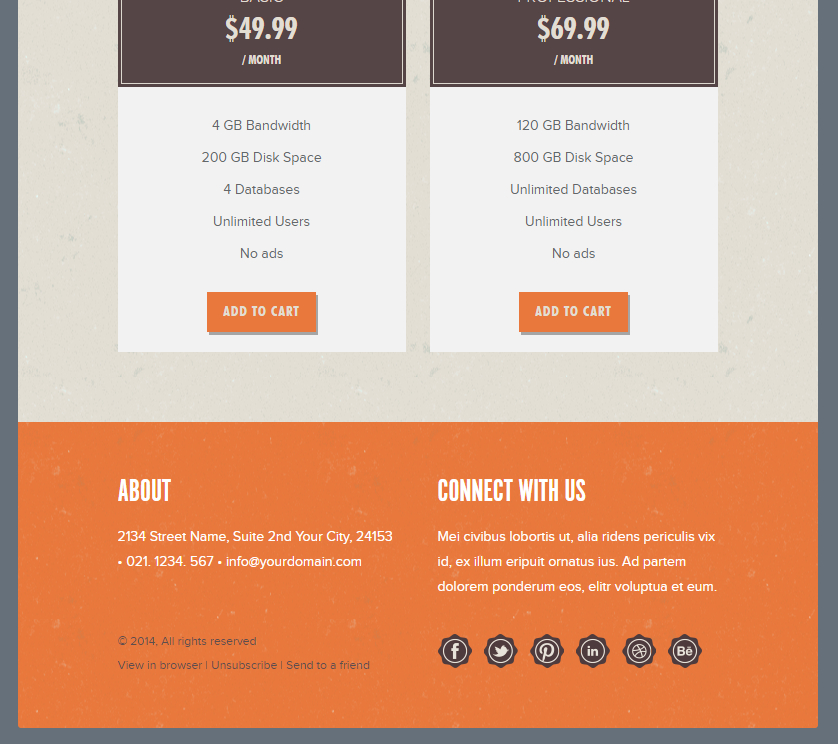 BASIC
$49.99
/ MONTH
4 GB Bandwidth
200 GB Disk Space
4 Databases
Unlimited Users
No ads
ADD TO CART
PROFESSIONAL
$69.99
/ MONTH
120 GB Bandwidth
800 GB Disk Space
Unlimited Databases
Unlimited Users
No ads
ADD TO CART
ABOUT
2134 Street Name, Suite 2nd Your City, 24153
• 021. 1234. 567 • info@yourdomain.com
© 2014, All rights reserved
View in browser | Unsubscribe | Send to a friend
CONNECT WITH US
Mei civibus lobortis ut, alia ridens periculis vix
id, ex illum eripuit ornatus ius. Ad partem
dolorem ponderum eos, elitr voluptua et eum.
f
in
Bē